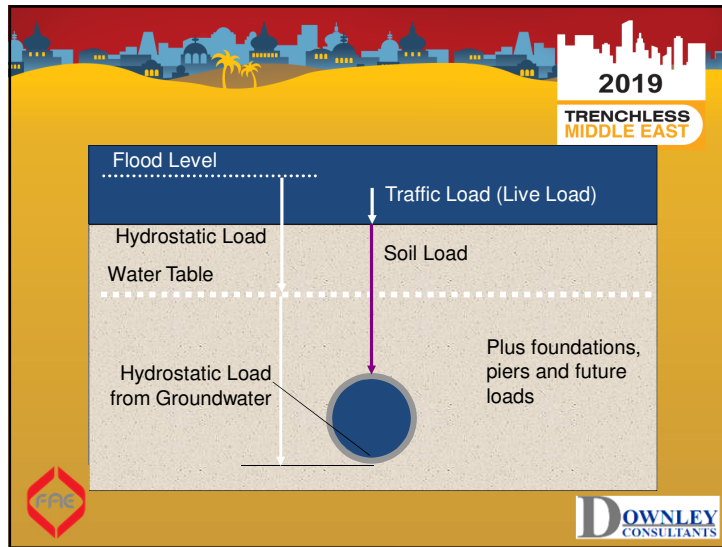 2019
TRENCHLESS
MIDDLE EAST
Flood Level
Traffic Load (Live Load)
Hydrostatic Load
Soil Load
Water Table
Plus foundations,
piers and future
loads
Hydrostatic Load
from Groundwater
FAE
DOWNLEY
CONSULTANTS